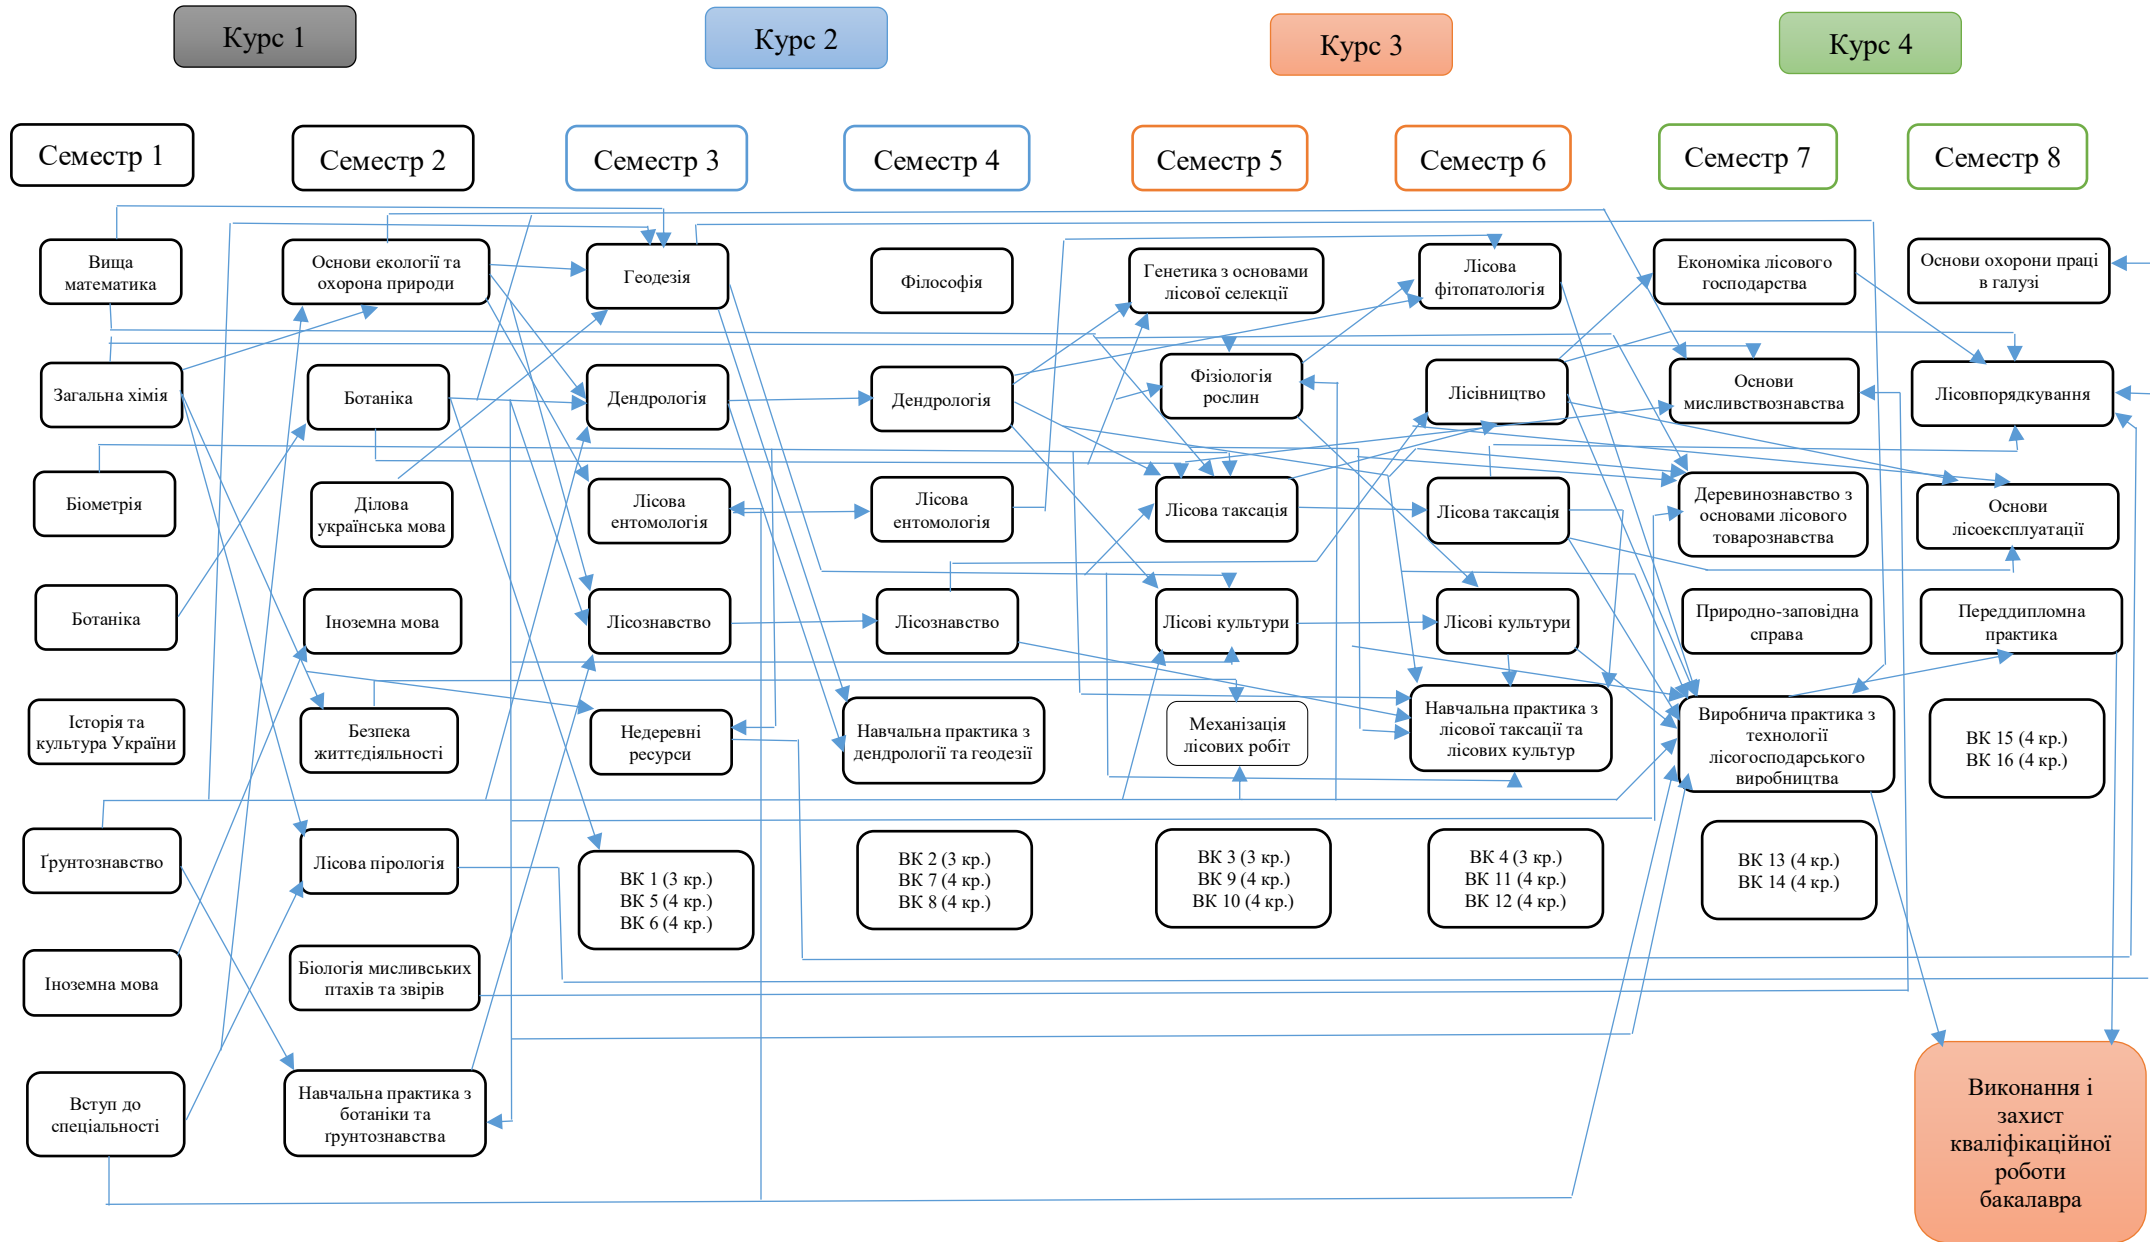 Курс 1
Курс 2
Курс 3
Курс 4
Семестр 1
Семестр 2
Семестр 3
Семестр 4
Семестр 5
Семестр 6
Семестр 7
Семестр 8
Вища
математика
Загальна хімія
Біометрія
Ботаніка
Історія та
культура України
Ґрунтознавство
Іноземна мова
Вступ до
спеціальності
Основи екології та
охорона природи
Ботаніка
Ділова
українська мова
Іноземна мова
Безпека
життєдіяльності
Лісова пірологія
Біологія мисливських
птахів та звірів
Навчальна практика з
ботаніки та
ґрунтознавства
Геодезія
Дендрологія
Лісова
ентомологія
Лісознавство
Недеревні
ресурси
ВК 1 (3 кр.)
ВК 5 (4 кр.)
ВК 6 (4 кр.)
Філософія
Дендрологія
Лісова
ентомологія
Лісознавство
Навчальна практика з
дендрології та геодезії
ВК 2 (3 кр.)
ВК 7 (4 кр.)
ВК 8 (4 кр.)
Генетика з основами
лісової селекції
Фізіологія
рослин
Лісова таксація
Лісові культури
Механізація
лісових робіт
ВК 3 (3 кр.)
ВК 9 (4 кр.)
ВК 10 (4 кр.)
Лісова
фітопатологія
Лісівництво
Лісова таксація
Лісові культури
Навчальна практика з
лісової таксації та
лісових культур
ВК 4 (3 кр.)
ВК 11 (4 кр.)
ВК 12 (4 кр.)
Економіка лісового
господарства
Основи
мисливствознавства
Деревинознавство з
основами лісового
товарознавства
Природно-заповідна
справа
Виробнича практика з
технології
лісогосподарського
виробництва
ВК 13 (4 кр.)
ВК 14 (4 кр.)
Основи охорони праці
в галузі
Лісовпорядкування
Основи
лісоексплуатації
Переддипломна
практика
ВК 15 (4 кр.)
ВК 16 (4 кр.)
Виконання і
захист
кваліфікаційної
роботи
бакалавра